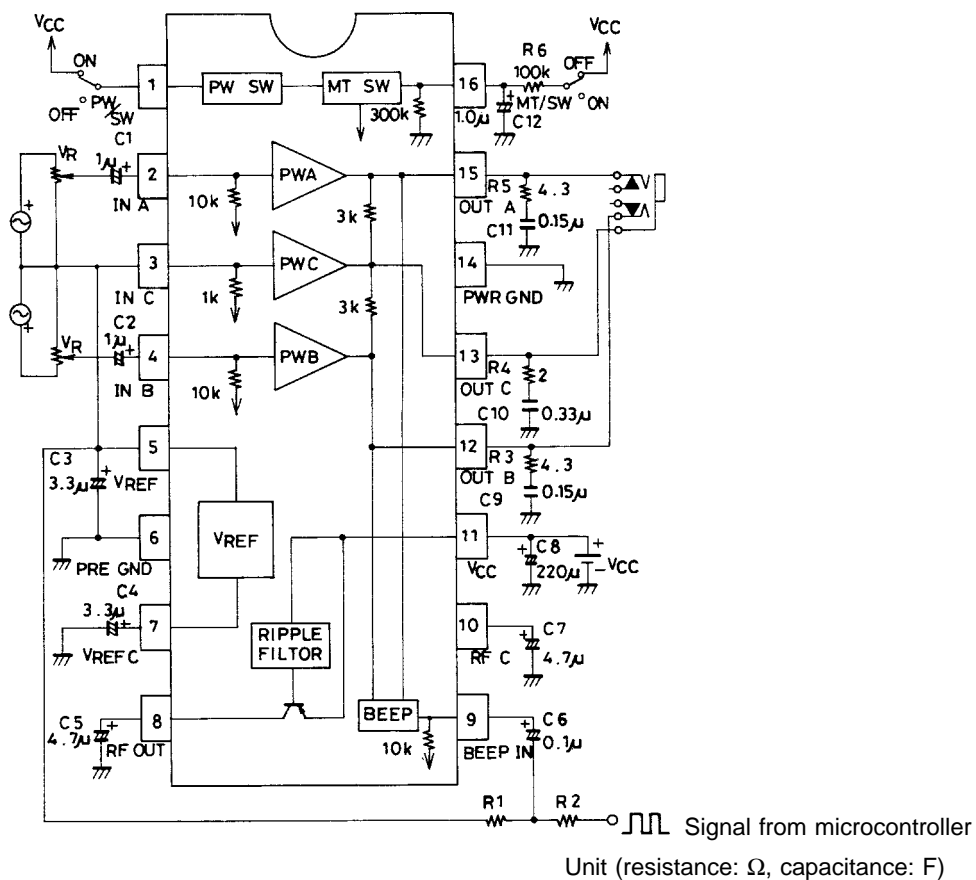 VCC
ON
OFF PW/SW
1
PW SW
MT SW
300k
16
R6
100k
OFF
VCC
MT/SW ON
1.0μ
C12
C1
VR
1μ
+
2
IN A
10k
PWA
3k
15
OUT A
R5
4.3
C11
0.15μ
3
IN C
1k
PWC
3k
14
PWR GND
C2
VR
1μ
+
4
IN B
10k
PWB
13
OUT C
R4
2
C10
0.33μ
C3
3.3μ
+
5
VREF
VREF
12
OUT B
R3
4.3
C9
0.15μ
6
PRE GND
11
VCC
+
C8
220μ
+
-VCC
C4
3.3μ
+
7
VREF C
RIPPLE
FILTOR
10
RF C
+
C7
4.7μ
C5
4.7μ
+
8
RF OUT
BEEP
10k
9
BEEP IN
+
C6
0.1μ
R1
R2
Signal from microcontroller
Unit (resistance: Ω, capacitance: F)